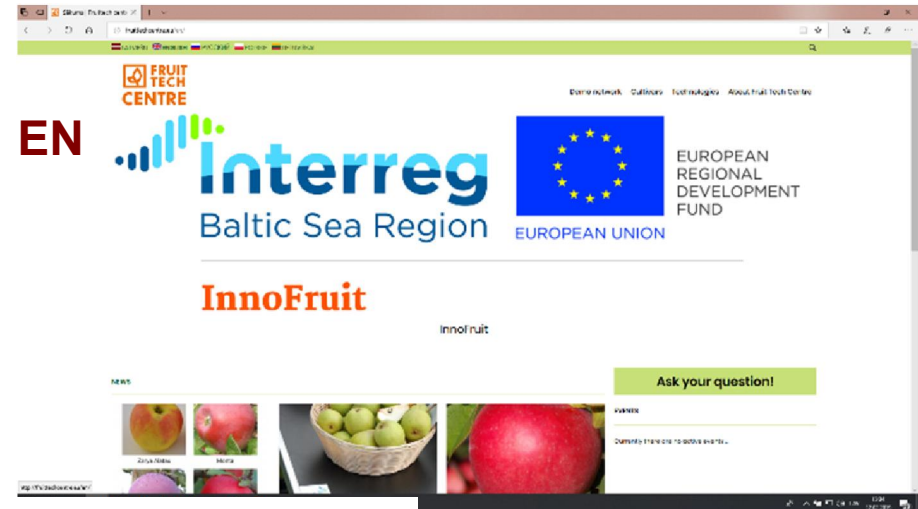 FRUIT
TECH
CENTRE
Demo network Cultivars Technologies About Fruit Tech Centre
EN
Interreg
Baltic Sea Region
EUROPEAN UNION
EUROPEAN
REGIONAL
DEVELOPMENT
FUND
InnoFruit
InnoFruit
NEWS
Ask your question!
EVENTS
Currently there are no active events...